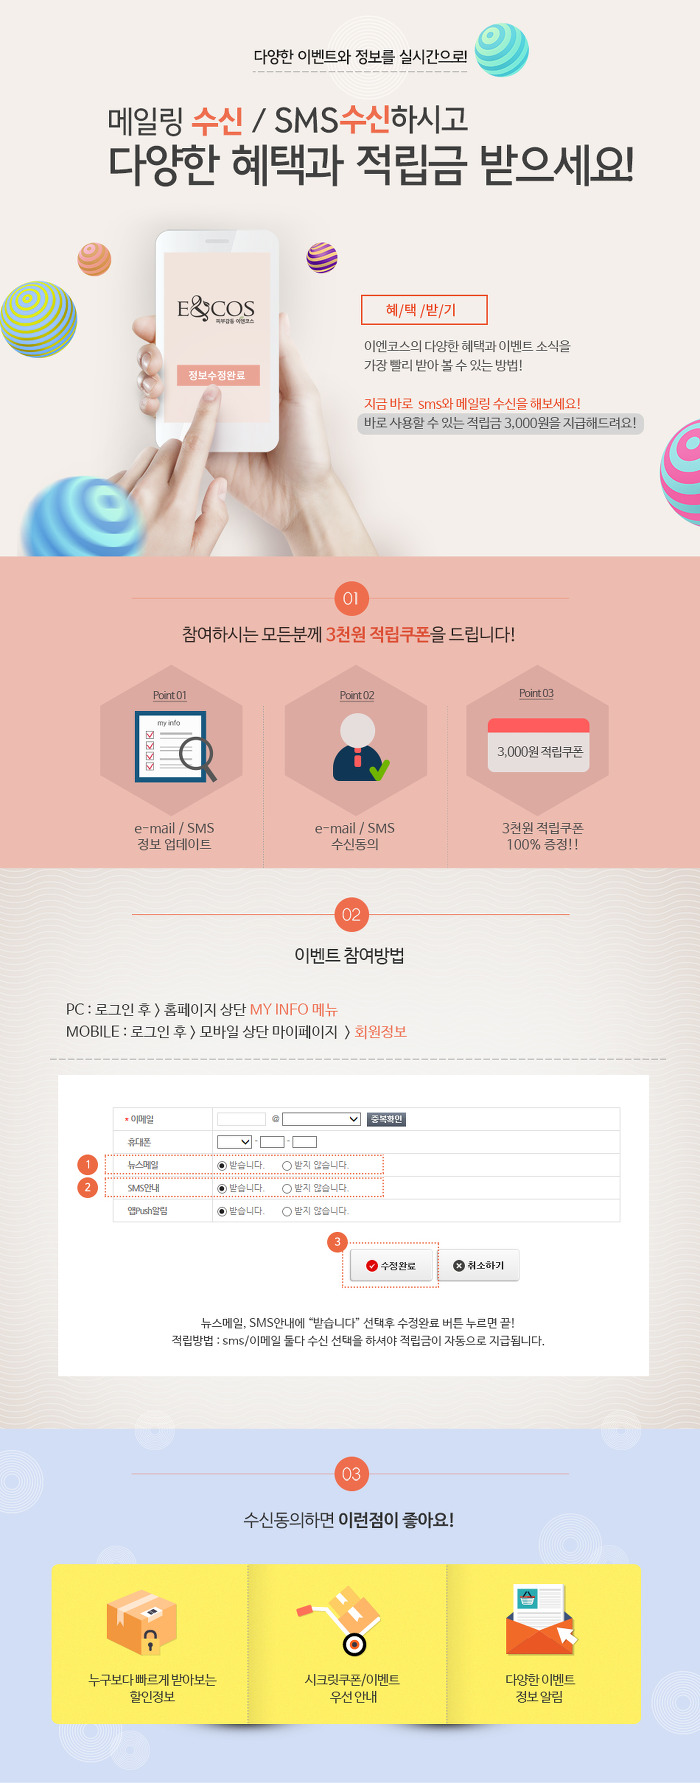 다양한 이벤트와 정보를 실시간으로!
메일링 수신 / SMS수신하시고
다양한 혜택과 적립금 받으세요!
E&COS
피부감동 이엔코스
정보수정완료
혜/택 /받/기
이엔코스의 다양한 혜택과 이벤트 소식을
가장 빨리 받아 볼 수 있는 방법!
지금 바로 sms와 메일링 수신을 해보세요!
바로 사용할 수 있는 적립금 3,000원을 지급해드려요!
01
참여하시는 모든분께 3천원 적립쿠폰을 드립니다!
Point 01
my info
e-mail / SMS
정보 업데이트
Point 02
e-mail / SMS
수신동의
Point 03
3,000원 적립쿠폰
3천원 적립쿠폰
100% 증정!!
02
이벤트 참여방법
PC : 로그인 후 > 홈페이지 상단 MY INFO 메뉴
MOBILE : 로그인 후 > 모바일 상단 마이페이지 > 회원정보
* 이메일 @ 중복확인
휴대폰 - -
1 뉴스메일 받습니다. 받지 않습니다.
2 SMS안내 받습니다. 받지 않습니다.
앱Push알림 받습니다. 받지 않습니다.
3 수정완료 취소하기
뉴스메일, SMS안내에 “받습니다” 선택후 수정완료 버튼 누르면 끝!
적립방법 : sms/이메일 둘다 수신 선택을 하셔야 적립금이 자동으로 지급됩니다.
03
수신동의하면 이런점이 좋아요!
누구보다 빠르게 받아보는
할인정보
시크릿쿠폰/이벤트
우선 안내
다양한 이벤트
정보 알림